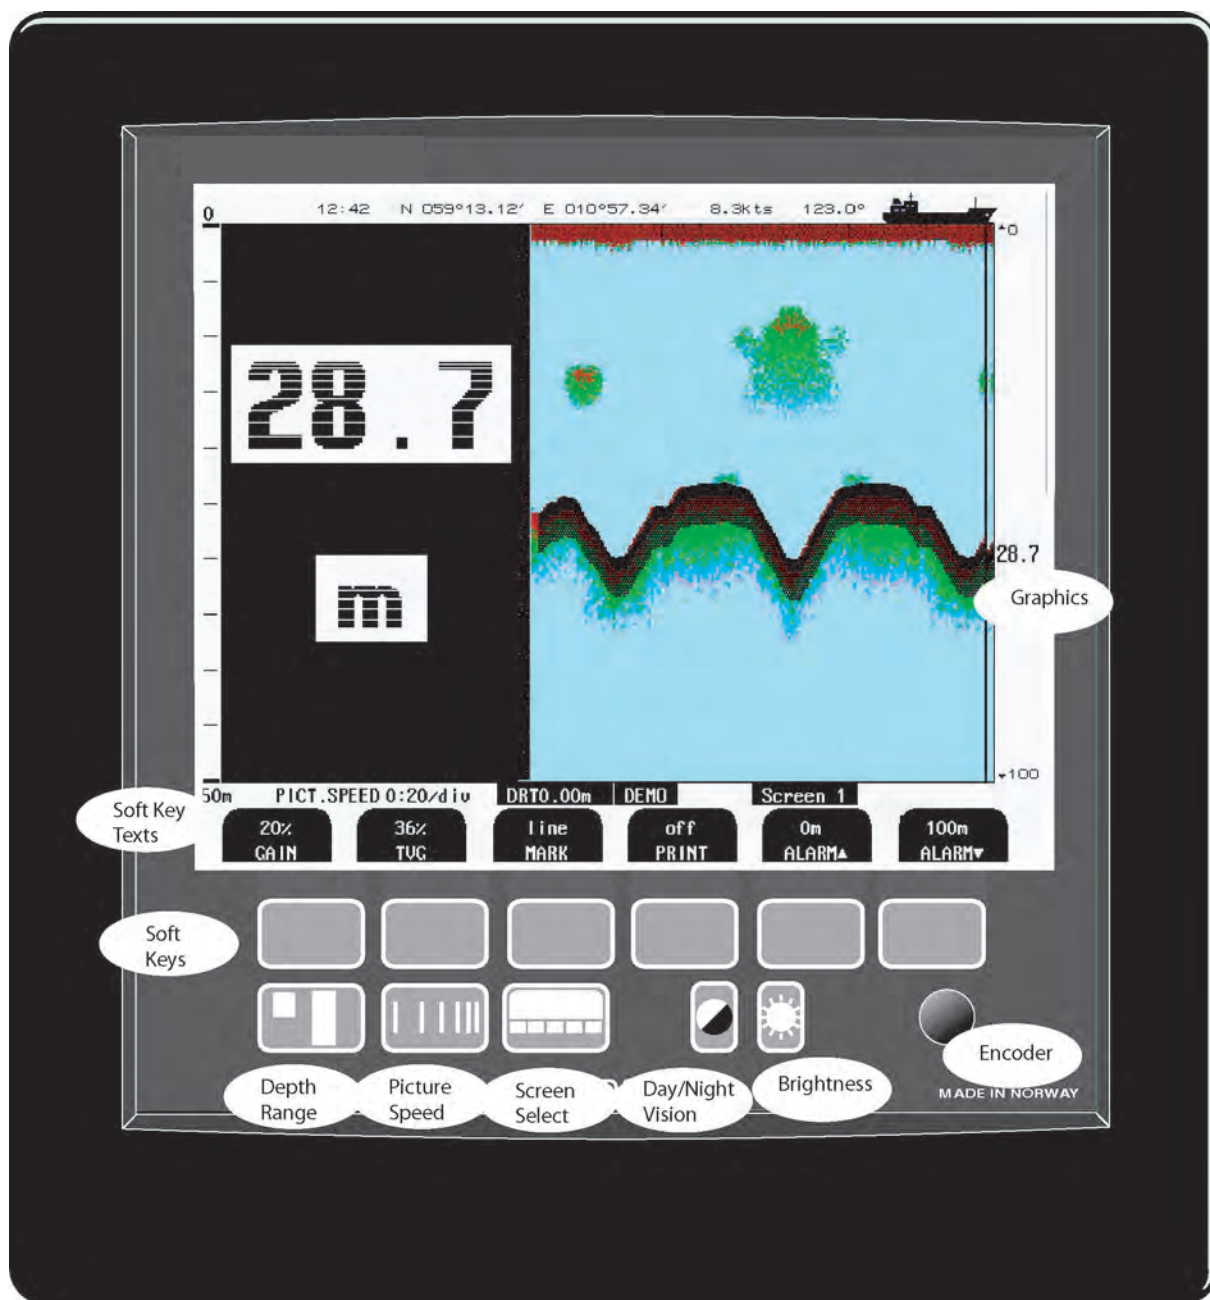 0 12:42 N 059°13.12′ E 010°57.34′ 8.3kts 123.0°
▲0
28.7
28.7
m
Graphics
▼100
50m PICT.SPEED 0:20/div DRT0.00m DEMO Screen 1
Soft Key
Texts
20% 36% line off 0m 100m
GAIN TVG MARK PRINT ALARM▲ ALARM▼
Soft
Keys
Encoder
Depth
Range
Picture
Speed
Screen
Select
Day/Night
Vision
Brightness
MADE IN NORWAY